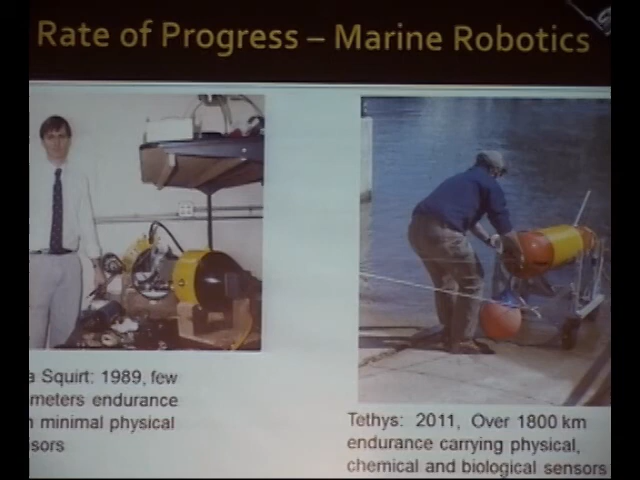 Rate of Progress – Marine Robotics
a Squirt: 1989, few
meters endurance
minimal physical
sors
Tethys: 2011, Over 1800 km
endurance carrying physical,
chemical and biological sensors